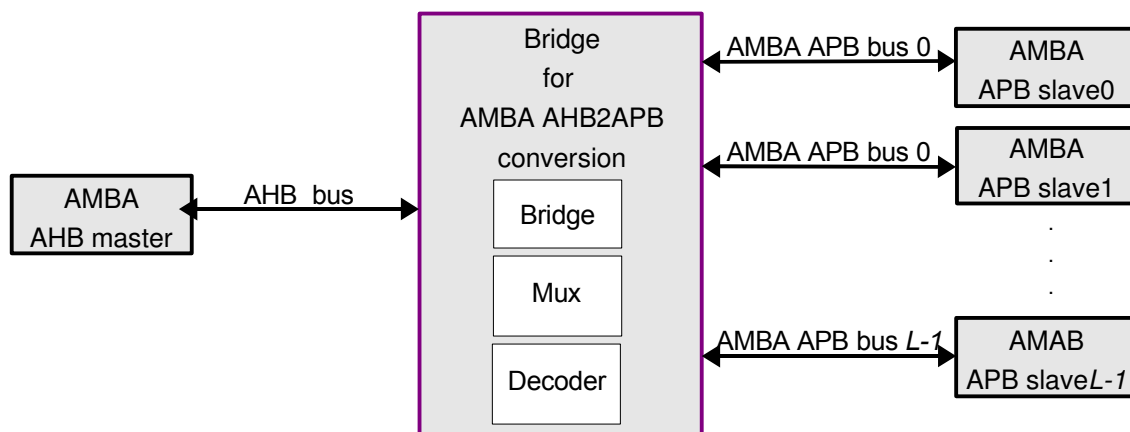 AMBA
AHB master
AHB bus
Bridge
for
AMBA AHB2APB
conversion
Bridge
Mux
Decoder
AMBA APB bus 0
AMBA
APB slave0
AMBA APB bus 0
AMBA
APB slave1
.
.
.
AMBA APB bus L-1
AMAB
APB slaveL-1